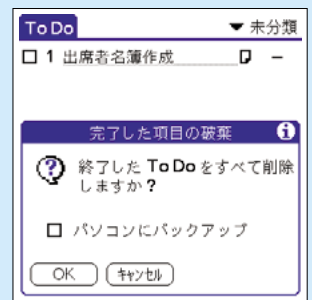 To Do ▼ 未分類
□ 1 出席者名簿作成 –
完了した項目の破棄 i
終了した To Do をすべて削除
しますか?
□ パソコンにバックアップ
OK ｷｬﾝｾﾙ